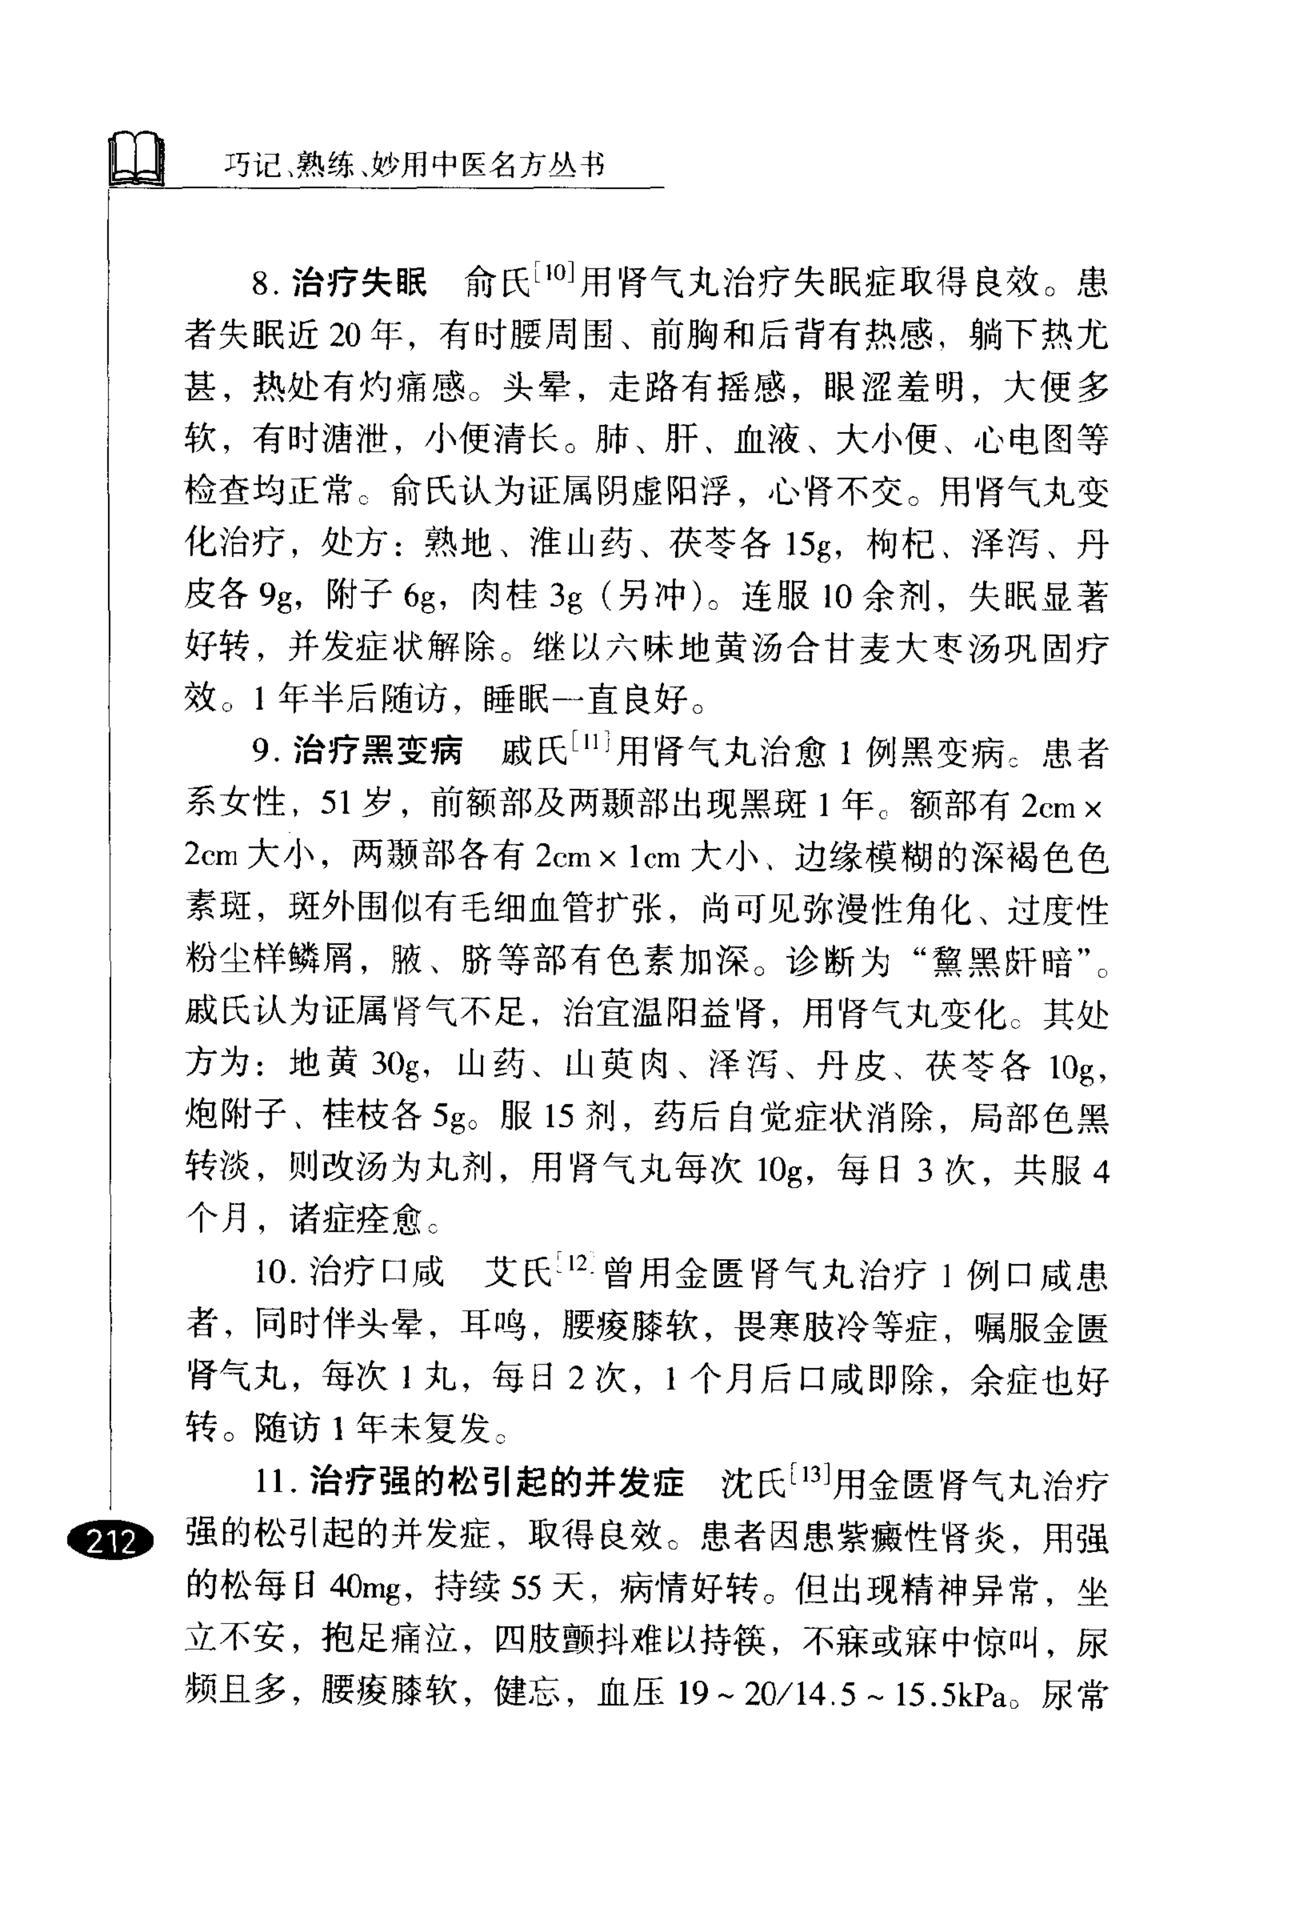 巧记、熟练、妙用中医名方丛书
8. 治疗失眠 俞氏[10]用肾气丸治疗失眠症取得良效。患
者失眠近 20 年，有时腰周围、前胸和后背有热感，躺下热尤
甚，热处有灼痛感。头晕，走路有摇感，眼涩羞明，大便多
软，有时溏泄，小便清长。肺、肝、血液、大小便、心电图等
检查均正常。俞氏认为证属阴虚阳浮，心肾不交。用肾气丸变
化治疗，处方：熟地、淮山药、茯苓各 15g，枸杞、泽泻、丹
皮各 9g，附子 6g，肉桂 3g（另冲）。连服 10 余剂，失眠显著
好转，并发症状解除。继以六味地黄汤合甘麦大枣汤巩固疗
效。1 年半后随访，睡眠一直良好。
9. 治疗黑变病 戚氏[11]用肾气丸治愈 1 例黑变病。患者
系女性，51 岁，前额部及两颞部出现黑斑 1 年。额部有 2cm ×
2cm 大小，两颞部各有 2cm × 1cm 大小、边缘模糊的深褐色色
素斑，斑外围似有毛细血管扩张，尚可见弥漫性角化、过度性
粉尘样鳞屑，腋、脐等部有色素加深。诊断为“黧黑皯暗”。
戚氏认为证属肾气不足，治宜温阳益肾，用肾气丸变化。其处
方为：地黄 30g，山药、山萸肉、泽泻、丹皮、茯苓各 10g，
炮附子、桂枝各 5g。服 15 剂，药后自觉症状消除，局部色黑
转淡，则改汤为丸剂，用肾气丸每次 10g，每日 3 次，共服 4
个月，诸症痊愈。
10. 治疗口咸 艾氏[12]曾用金匮肾气丸治疗 1 例口咸患
者，同时伴头晕，耳鸣，腰痠膝软，畏寒肢冷等症，嘱服金匮
肾气丸，每次 1 丸，每日 2 次，1 个月后口咸即除，余症也好
转。随访 1 年未复发。
11. 治疗强的松引起的并发症 沈氏[13]用金匮肾气丸治疗
强的松引起的并发症，取得良效。患者因患紫癜性肾炎，用强
的松每日 40mg，持续 55 天，病情好转。但出现精神异常，坐
立不安，抱足痛泣，四肢颤抖难以持筷，不寐或寐中惊叫，尿
频且多，腰痠膝软，健忘，血压 19 ~ 20/14.5 ~ 15.5kPa。尿常
212